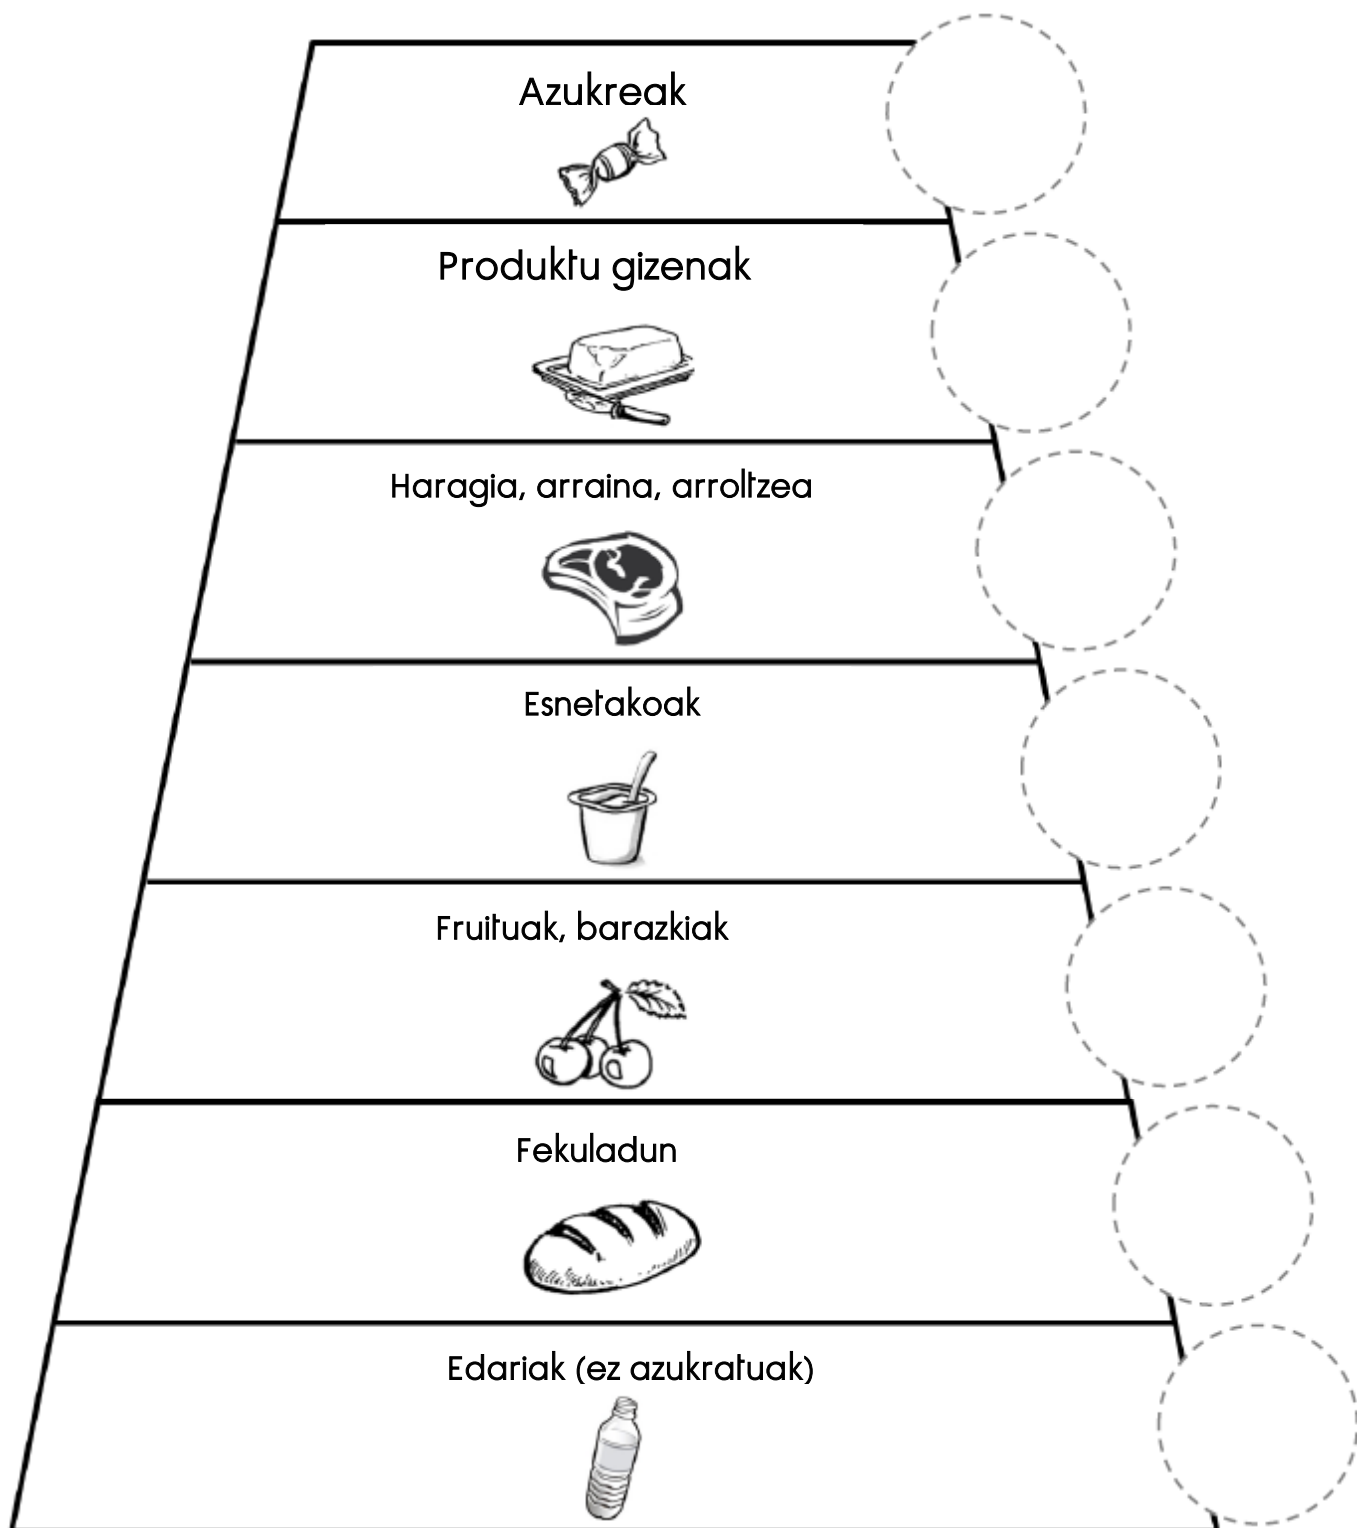 Azukreak
Produktu gizenak
Haragia, arraina, arroltzea
Esnetakoak
Fruituak, barazkiak
Fekuladun
Edariak (ez azukratuak)